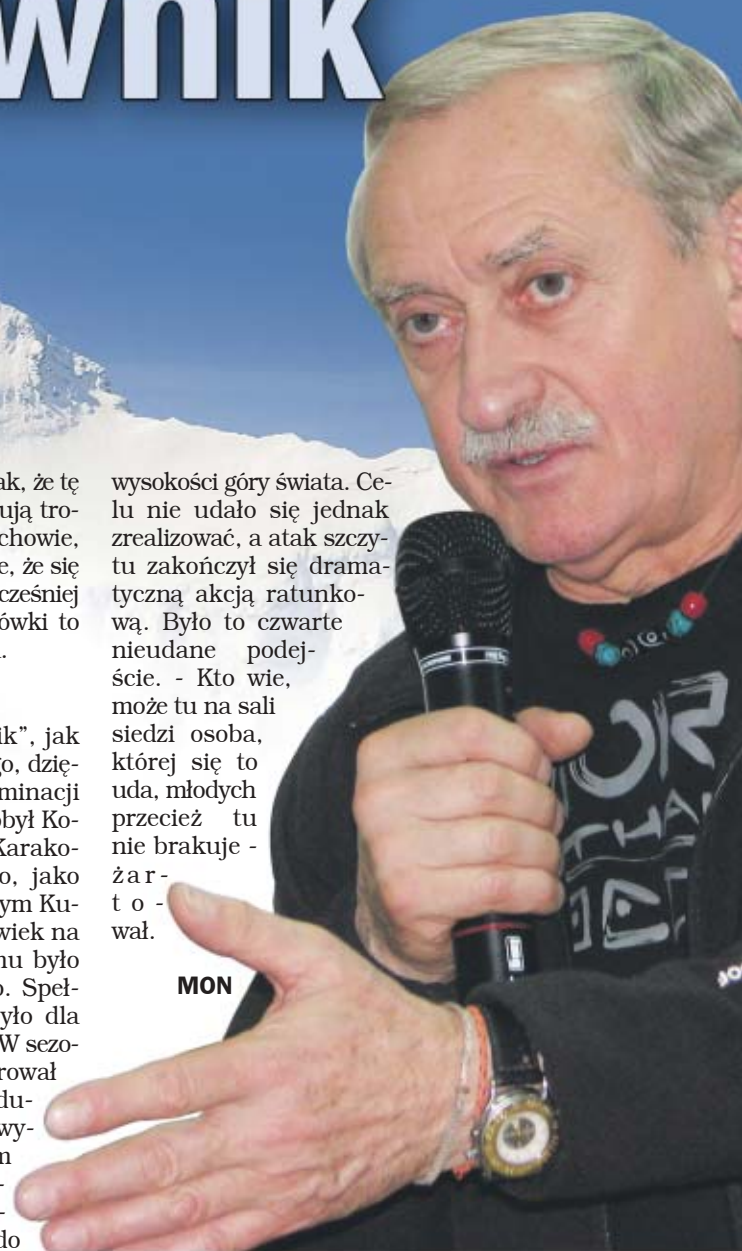 wnik
ak, że tę
ują tro-
chowie,
e, że się
cześniej
ówki to
ik”, jak
go, dzię-
minacji
obył Ko-
Karako-
o, jako
ym Ku-
wiek na
nu było
o. Speł-
yło dla
W sezo-
rował
du-
wy-
m
-
-
do
wysokości góry świata. Ce-
lu nie udało się jednak
zrealizować, a atak szczy-
tu zakończył się drama-
tyczną akcją ratunko-
wą. Było to czwarte
nieudane podej-
ście. - Kto wie,
może tu na sali
siedzi osoba,
której się to
uda, młodych
przecież tu
nie brakuje -
żar-
to-
wał.
MON